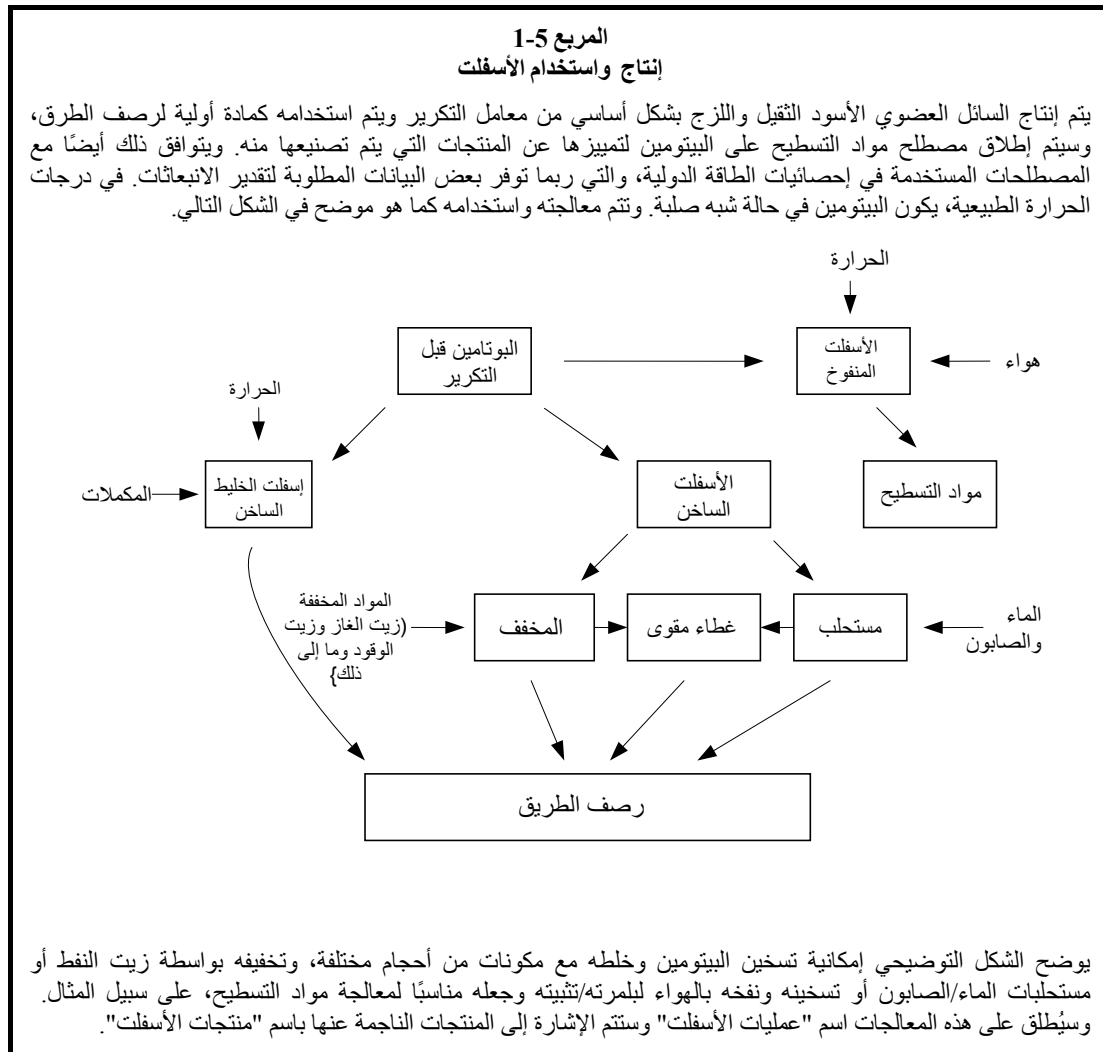 المربع 5-1
إنتاج واستخدام الأسفلت
يتم إنتاج السائل العضوي الأسود الثقيل واللزج بشكل أساسي من معامل التكرير ويتم استخدامه كمادة أولية لرصف الطرق،
وسيتم إطلاق مصطلح مواد التسطيح على البيتومين لتمييزها عن المنتجات التي يتم تصنيعها منه. ويتوافق ذلك أيضًا مع
المصطلحات المستخدمة في إحصائيات الطاقة الدولية، والتي ربما توفر بعض البيانات المطلوبة لتقدير الانبعاثات. في درجات
الحرارة الطبيعية، يكون البيتومين في حالة شبه صلبة. وتتم معالجته واستخدامه كما هو موضح في الشكل التالي.
الحرارة
البوتامين قبل
التكرير
الأسفلت
المنفوخ
هواء
الحرارة
إسفلت الخليط
الساخن
المكملات
الأسفلت
الساخن
مواد التسطيح
المواد المخففة
(زيت الغاز وزيت
الوقود وما إلى
ذلك}
المخفف
غطاء مقوى
مستحلب
الماء
والصابون
رصف الطريق
يوضح الشكل التوضيحي إمكانية تسخين البيتومين وخلطه مع مكونات من أحجام مختلفة، وتخفيفه بواسطة زيت النفط أو
مستحلبات الماء/الصابون أو تسخينه ونفخه بالهواء لبلمرته/تثبيته وجعله مناسبًا لمعالجة مواد التسطيح، على سبيل المثال.
وسيُطلق على هذه المعالجات اسم "عمليات الأسفلت" وستتم الإشارة إلى المنتجات الناجمة عنها باسم "منتجات الأسفلت".